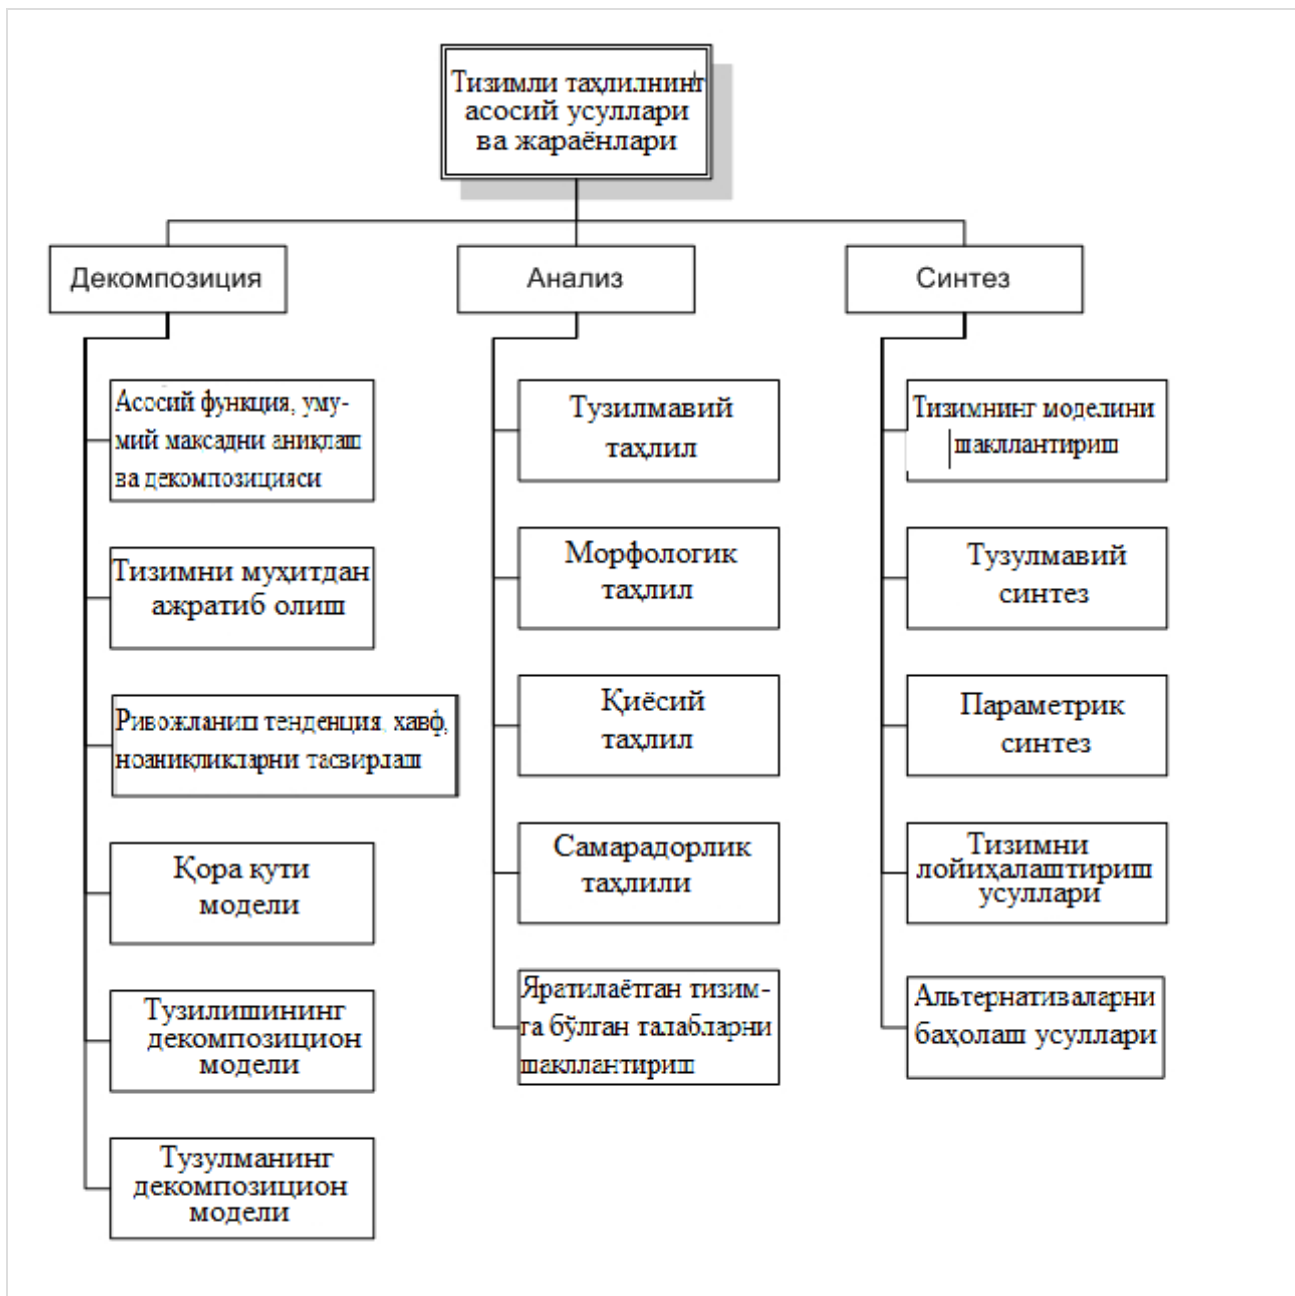 Тизимли таҳлилнинг
асосий усуллари
ва жараёнлари
Декомпозиция
Асосий функция, уму-
мий максадни аниқлаш
ва декомпозицияси
Тизимни муҳитдан
ажратиб олиш
Ривожланиш тенденция, хавф,
ноаниқликларни тасвирлаш
Қора қути
модели
Тузилишининг
декомпозицион
модели
Тузулманинг
декомпозицион
модели
Анализ
Тузилмавий
таҳлил
Морфологик
таҳлил
Қиёсий
таҳлил
Самарадорлик
таҳлили
Яратилаётган тизим-
га бўлган талабларни
шакллантириш
Синтез
Тизимнинг моделини
шакллантириш
Тузулмавий
синтез
Параметрик
синтез
Тизимни
лойиҳалаштириш
усуллари
Альтернативаларни
баҳолаш усуллари